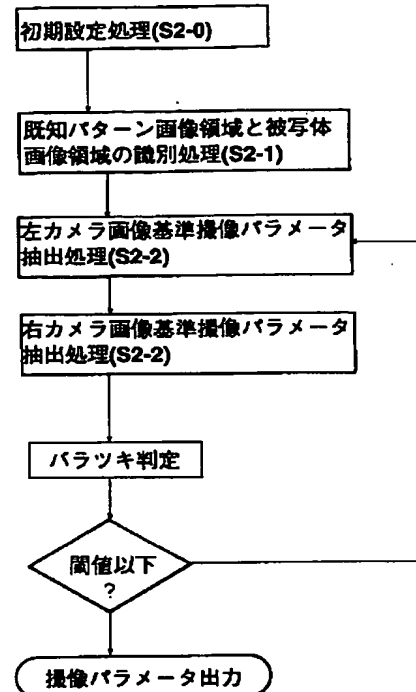 初期設定処理(S2-0)
既知パターン画像領域と被写体
画像領域の識別処理(S2-1)
左カメラ画像基準撮像パラメータ
抽出処理(S2-2)
右カメラ画像基準撮像パラメータ
抽出処理(S2-2)
バラツキ判定
閾値以下
?
撮像パラメータ出力